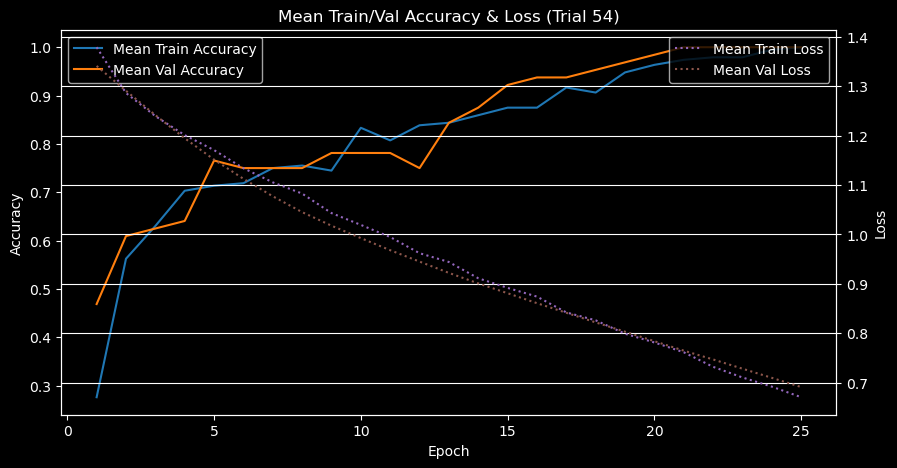 Mean Train/Val Accuracy & Loss (Trial 54)
Mean Train Accuracy
Mean Val Accuracy
Mean Train Loss
Mean Val Loss
Accuracy
1.0
0.9
0.8
0.7
0.6
0.5
0.4
0.3
Loss
1.4
1.3
1.2
1.1
1.0
0.9
0.8
0.7
0 5 10 15 20 25
Epoch